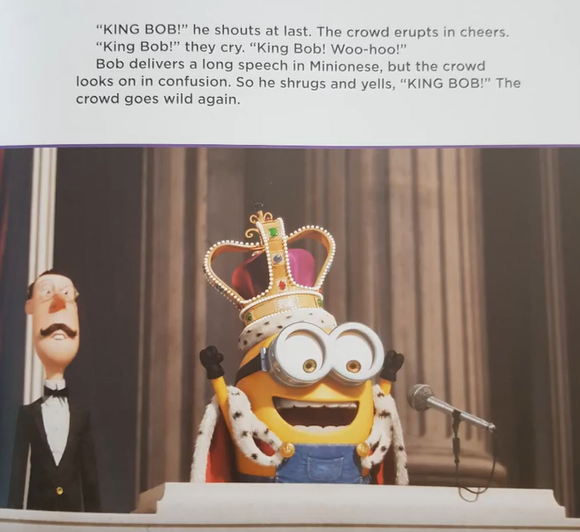 “KING BOB!” he shouts at last. The crowd erupts in cheers.
“King Bob!” they cry. “King Bob! Woo-hoo!”
Bob delivers a long speech in Minionese, but the crowd
looks on in confusion. So he shrugs and yells, “KING BOB!” The
crowd goes wild again.